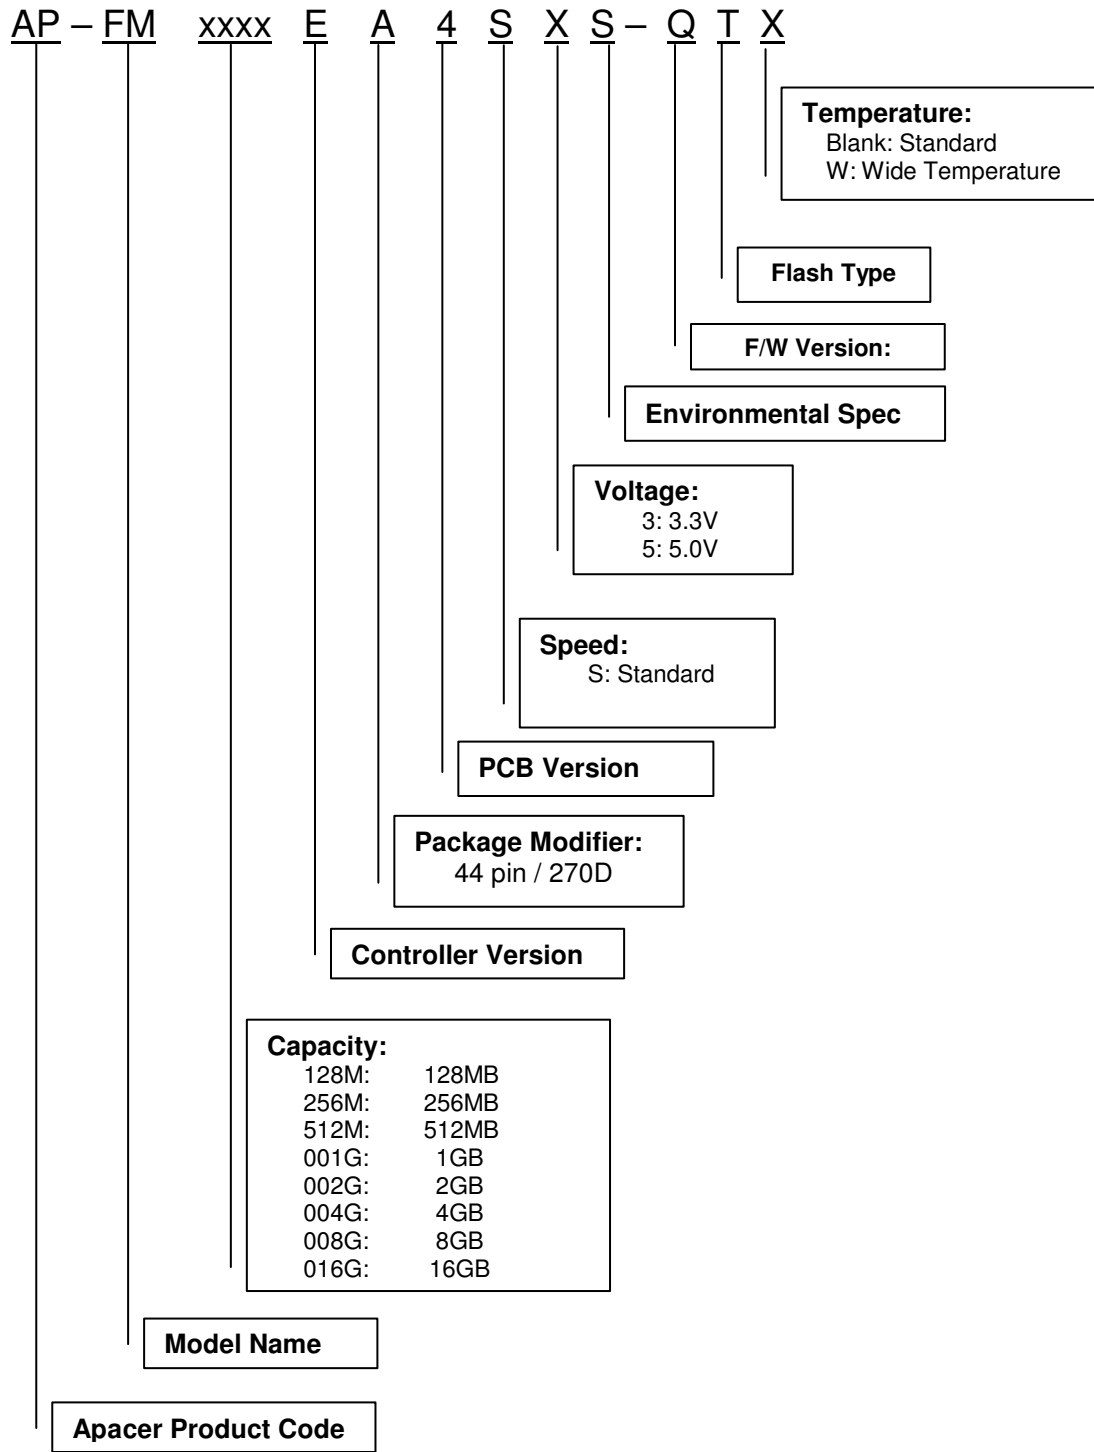 AP – FM xxxx E A 4 S X S – Q T X
Temperature:
Blank: Standard
W: Wide Temperature
Flash Type
F/W Version:
Environmental Spec
Voltage:
3: 3.3V
5: 5.0V
Speed:
S: Standard
PCB Version
Package Modifier:
44 pin / 270D
Controller Version
Capacity:
128M: 128MB
256M: 256MB
512M: 512MB
001G: 1GB
002G: 2GB
004G: 4GB
008G: 8GB
016G: 16GB
Model Name
Apacer Product Code